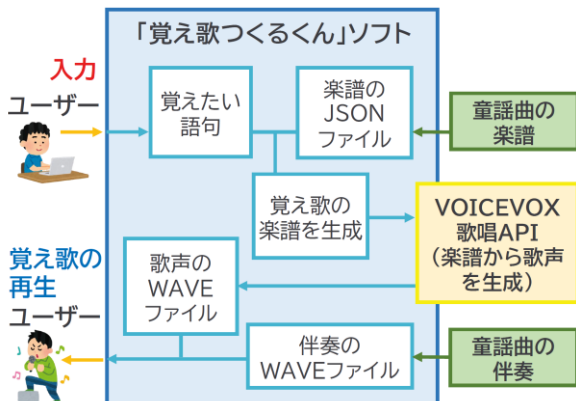 「覚え歌つくるくん」ソフト
入力
ユーザー
覚えたい
語句
楽譜の
JSON
ファイル
童謡曲の
楽譜
覚え歌の
楽譜を生成
VOICEVOX
歌唱API
(楽譜から歌声
を生成)
歌声の
WAVE
ファイル
覚え歌の
再生
ユーザー
伴奏の
WAVEファイル
童謡曲の
伴奏